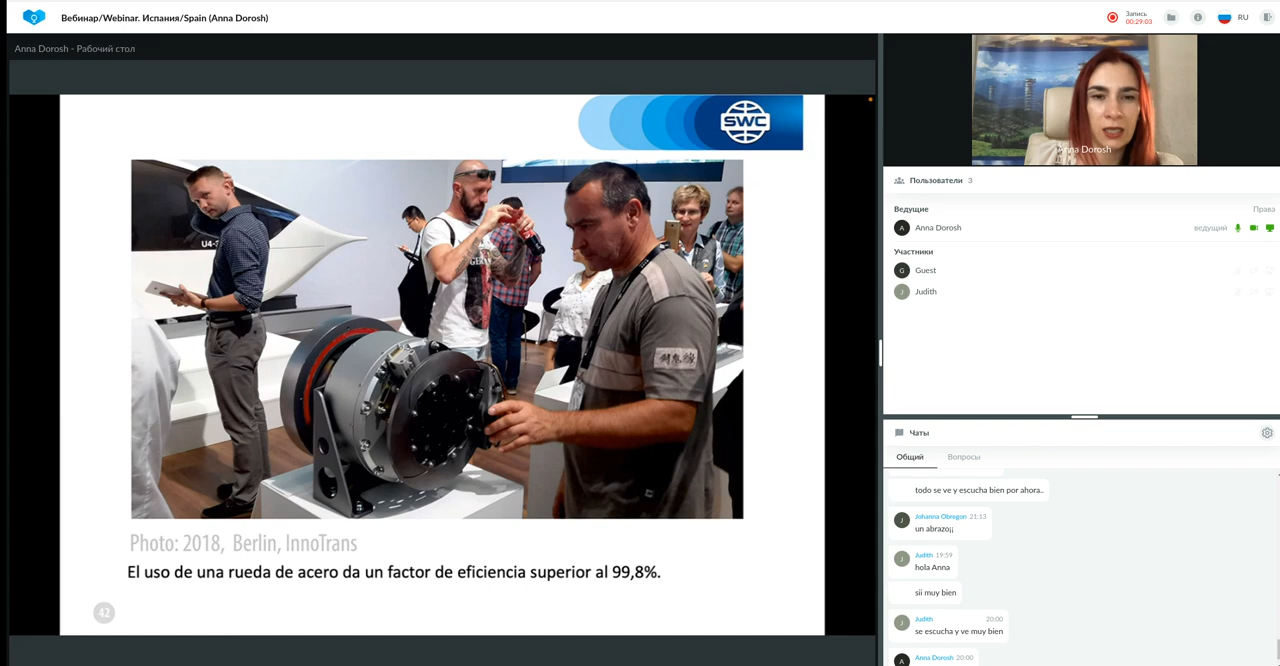 Вебинар/Webinar. Испания/Spain (Anna Dorosh)
Запись
00:29:03
RU
Anna Dorosh - Рабочий стол
SWC
U4-3
Photo: 2018, Berlin, InnoTrans
El uso de una rueda de acero da un factor de eficiencia superior al 99,8%.
42
Anna Dorosh
Пользователи 3
Ведущие Права
A Anna Dorosh ведущий
Участники
G Guest
J Judith
Чаты
Общий Вопросы
todo se ve y escucha bien por ahora..
J Johanna Obregon 21:13
un abrazo¡¡
J Judith 19:59
hola Anna
sii muy bien
J Judith 20:00
se escucha y ve muy bien
A Anna Dorosh 20:00